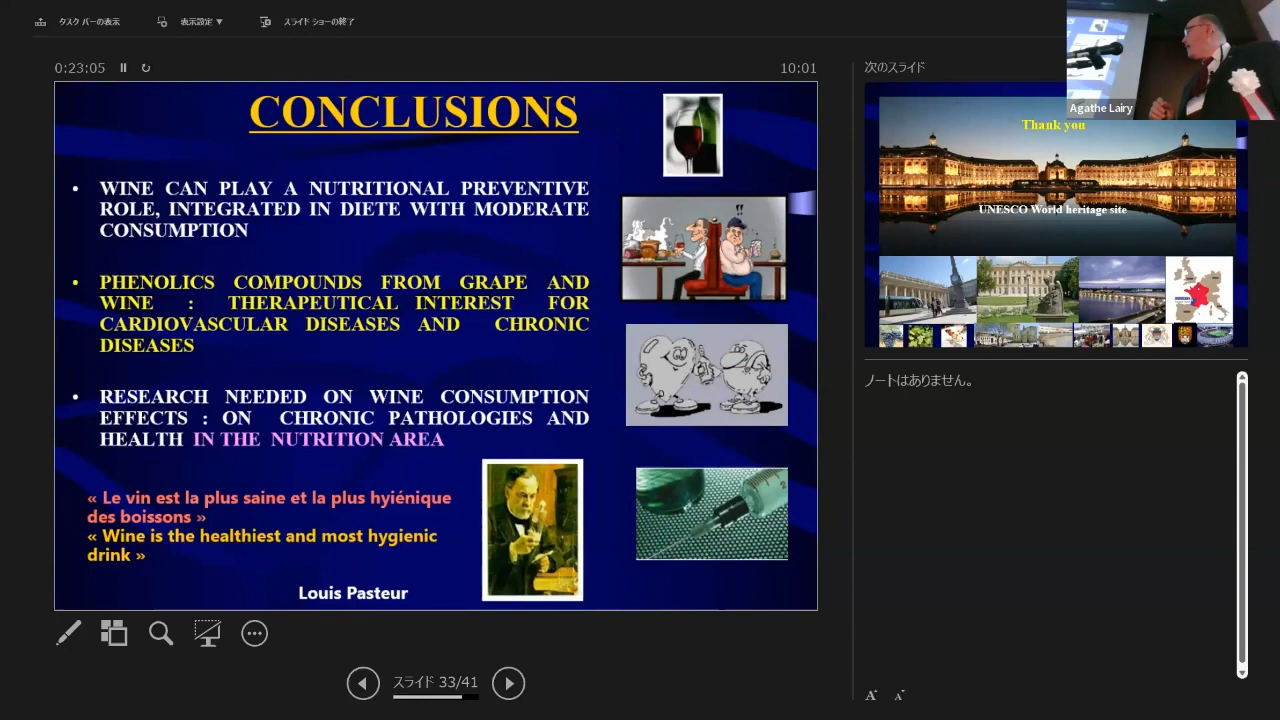 タスク バーの表示
表示設定 ▼
スライド ショーの終了
0:23:05
10:01
次のスライド
Agathe Lairy
CONCLUSIONS
• WINE CAN PLAY A NUTRITIONAL PREVENTIVE
ROLE, INTEGRATED IN DIETE WITH MODERATE
CONSUMPTION
• PHENOLICS COMPOUNDS FROM GRAPE AND
WINE : THERAPEUTICAL INTEREST FOR
CARDIOVASCULAR DISEASES AND CHRONIC
DISEASES
• RESEARCH NEEDED ON WINE CONSUMPTION
EFFECTS : ON CHRONIC PATHOLOGIES AND
HEALTH IN THE NUTRITION AREA
« Le vin est la plus saine et la plus hyiénique
des boissons »
« Wine is the healthiest and most hygienic
drink »
Louis Pasteur
Thank you
UNESCO World heritage site
ノートはありません。
スライド 33/41